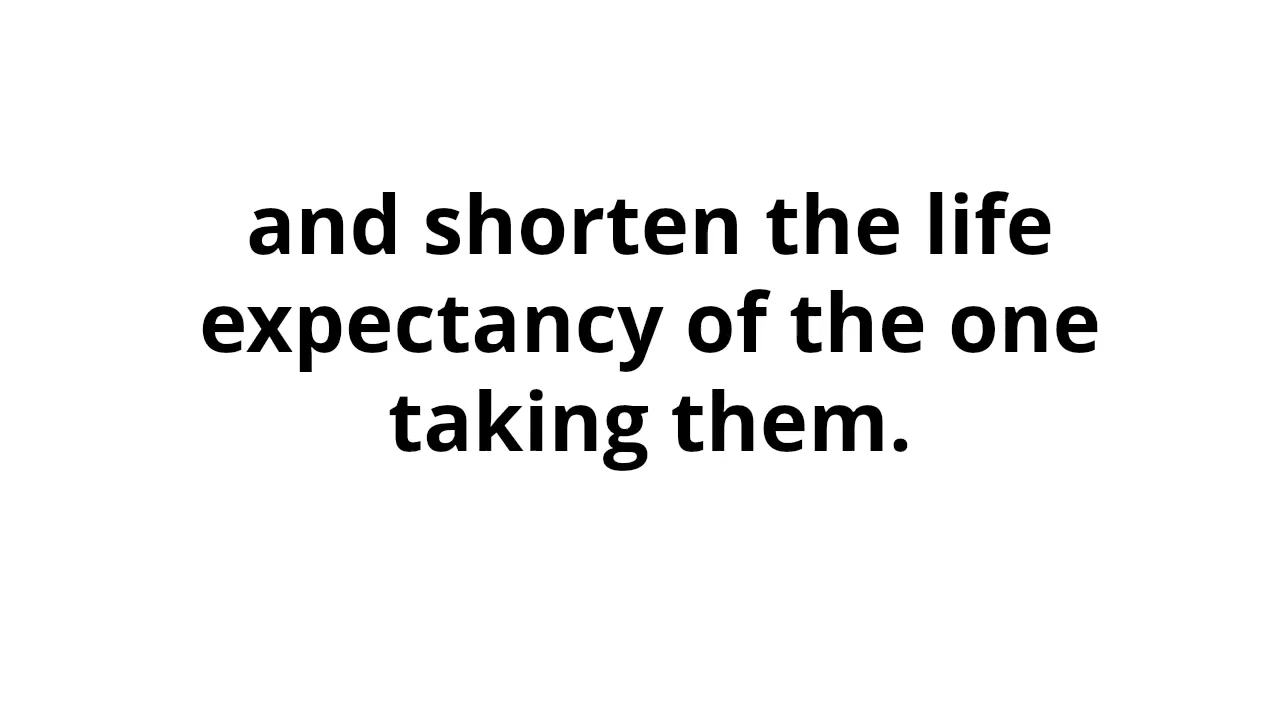 and shorten the life
expectancy of the one
taking them.